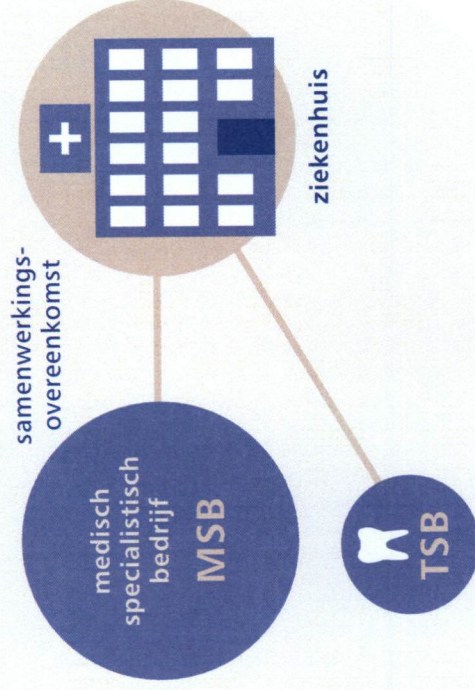 samenwerkings-
overeenkomst
medisch
specialistisch
bedrijf
MSB
ziekenhuis
TSB